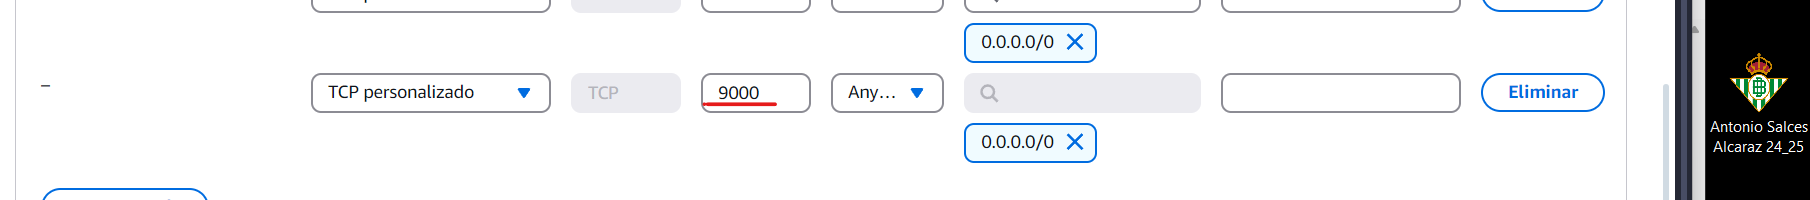 0.0.0.0/0
–
TCP personalizado
TCP
9000
Any...
Eliminar
0.0.0.0/0
Antonio Salces
Alcaraz 24_25